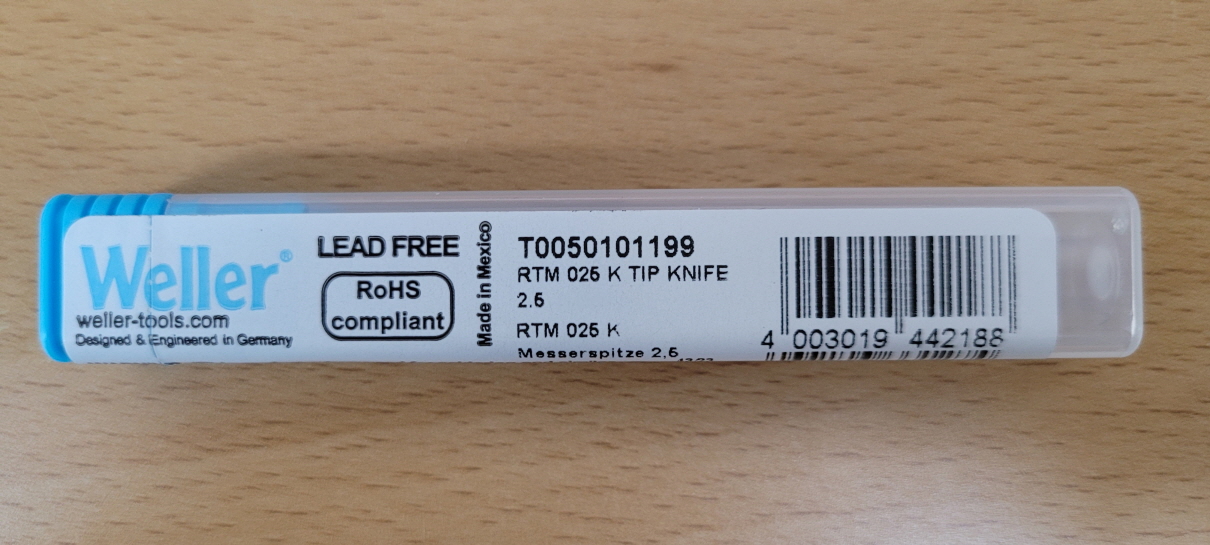 Weller®
weller-tools.com
Designed & Engineered in Germany
LEAD FREE
RoHS
compliant
Made in Mexico
T0050101199
RTM 025 K TIP KNIFE
2.5
RTM 025 K
Messerspitze 2,5
4 003019 442188